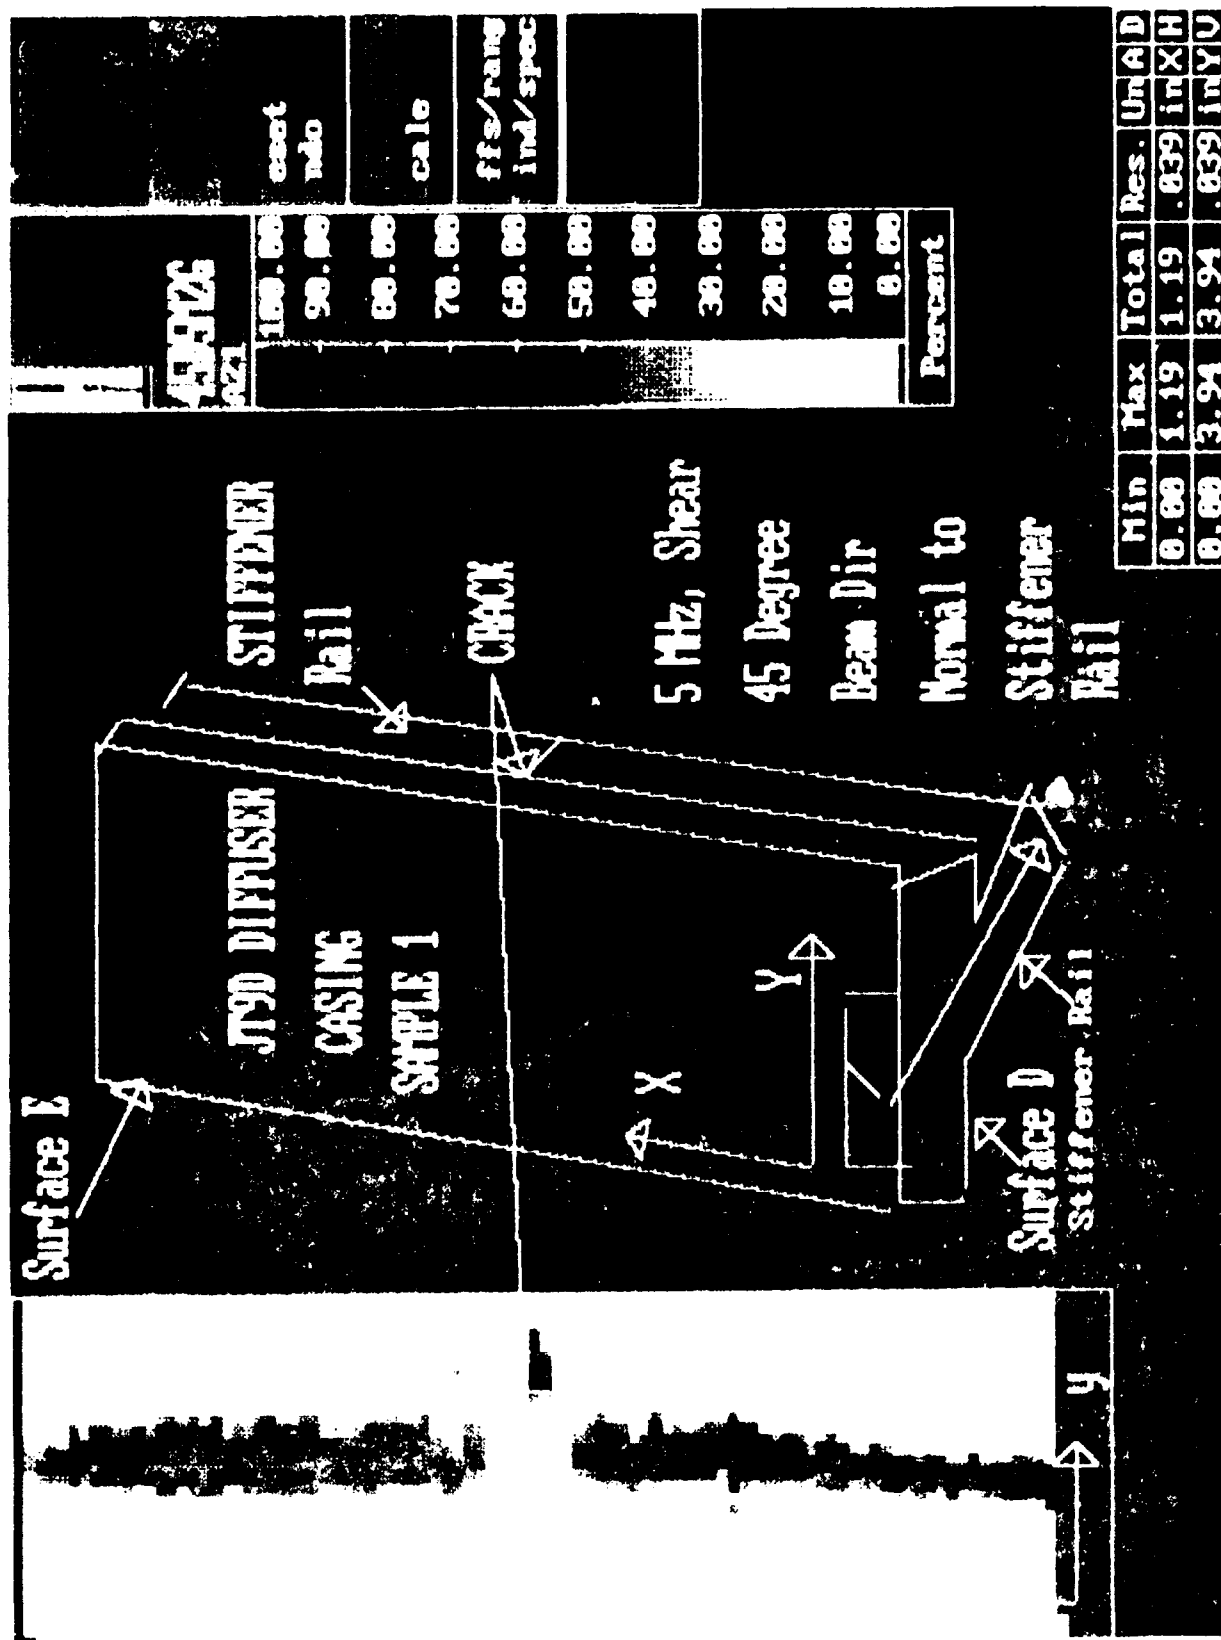 Surface E
JT9D DIFFUSER
CASING
SAMPLE 1
STIFFENER
Rail
CRACK
5 MHz, Shear
45 Degree
Beam Dir
Normal to
Stiffener
Rail
X
Y
Surface D
Stiffener Rail
y
100.00
90.00
80.00
70.00
60.00
50.00
40.00
30.00
20.00
10.00
0.00
Percent
eset
ndo
cale
ffs/rang
ind/spec
Min Max Total Res. Un A D
0.00 1.19 1.19 .039 in X H
0.00 3.94 3.94 .039 in Y V